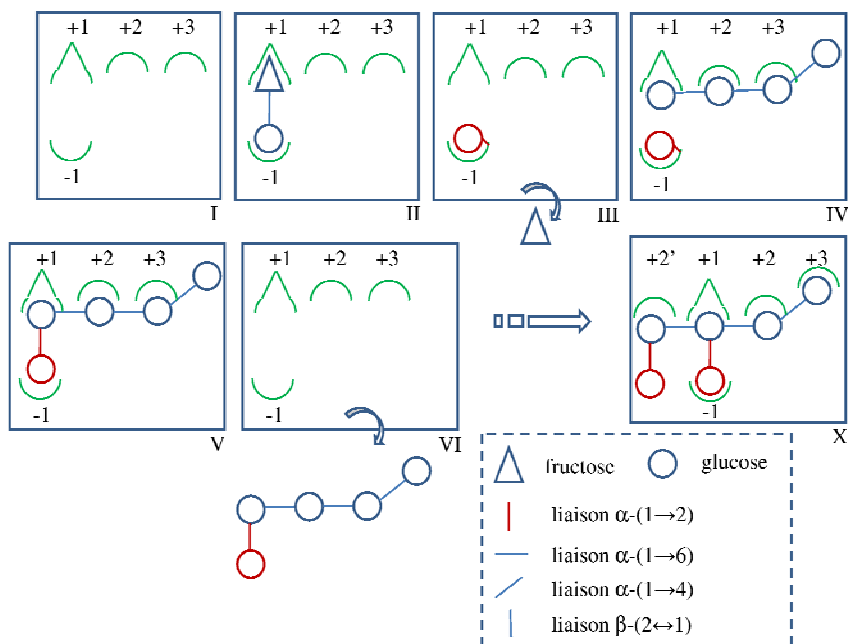 +1 +2 +3
-1
I
+1 +2 +3
-1
II
+1 +2 +3
-1
III
+1 +2 +3
-1
IV
+1 +2 +3
-1
V
+1 +2 +3
-1
VI
+2’ +1 +2 +3
-1
X
fructose glucose
liaison α-(1→2)
liaison α-(1→6)
liaison α-(1→4)
liaison β-(2↔1)